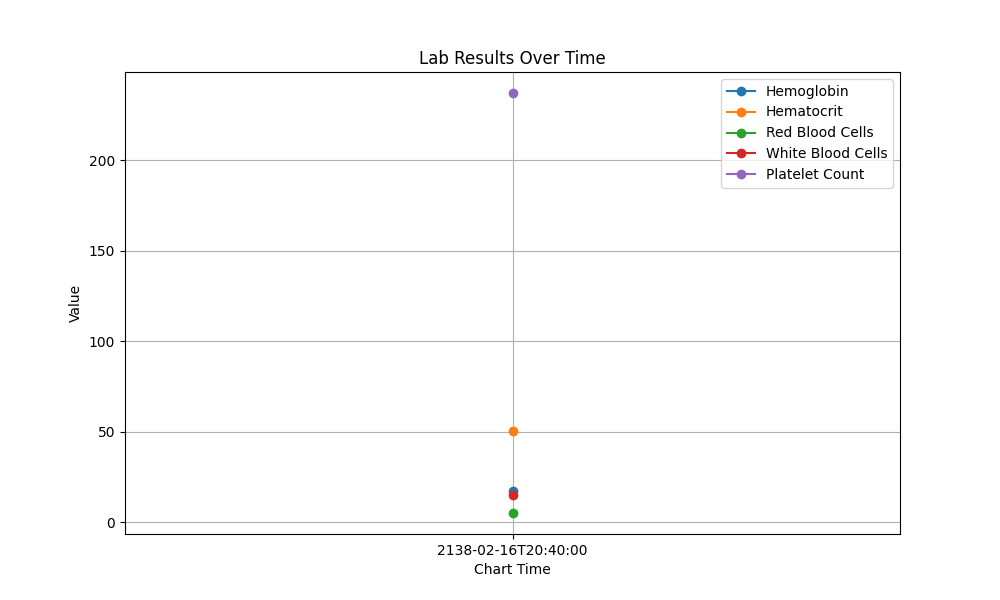 Lab Results Over Time
Hemoglobin
Hematocrit
Red Blood Cells
White Blood Cells
Platelet Count
Value
200
150
100
50
0
2138-02-16T20:40:00
Chart Time